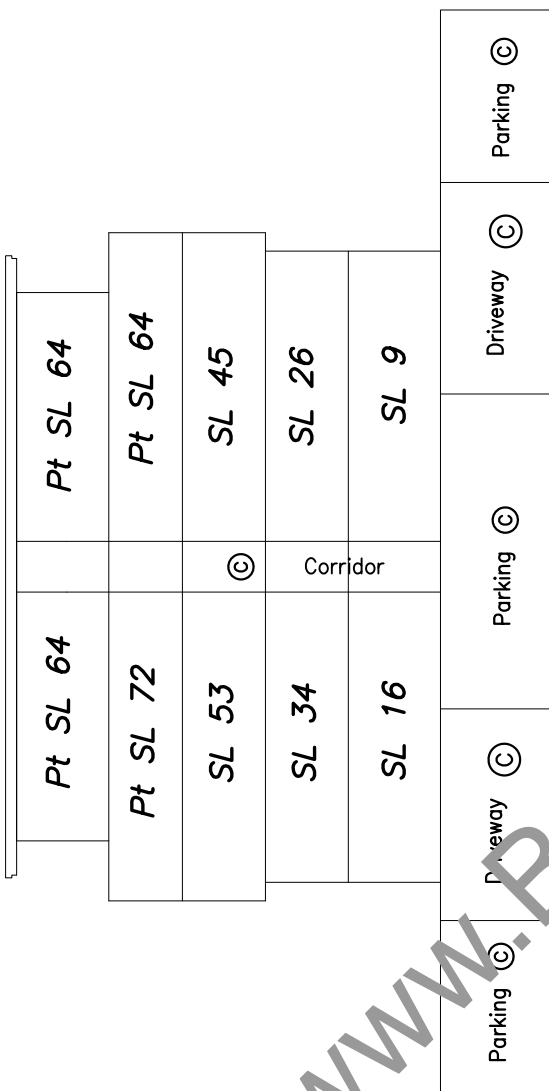 Pt SL 64
Pt SL 64
SL 45
SL 26
SL 9
Ⓒ Corridor
Pt SL 64
Pt SL 72
SL 53
SL 34
SL 16
Parking Ⓒ
Driveway Ⓒ
Parking Ⓒ
Driveway Ⓒ
Parking Ⓒ
www.B